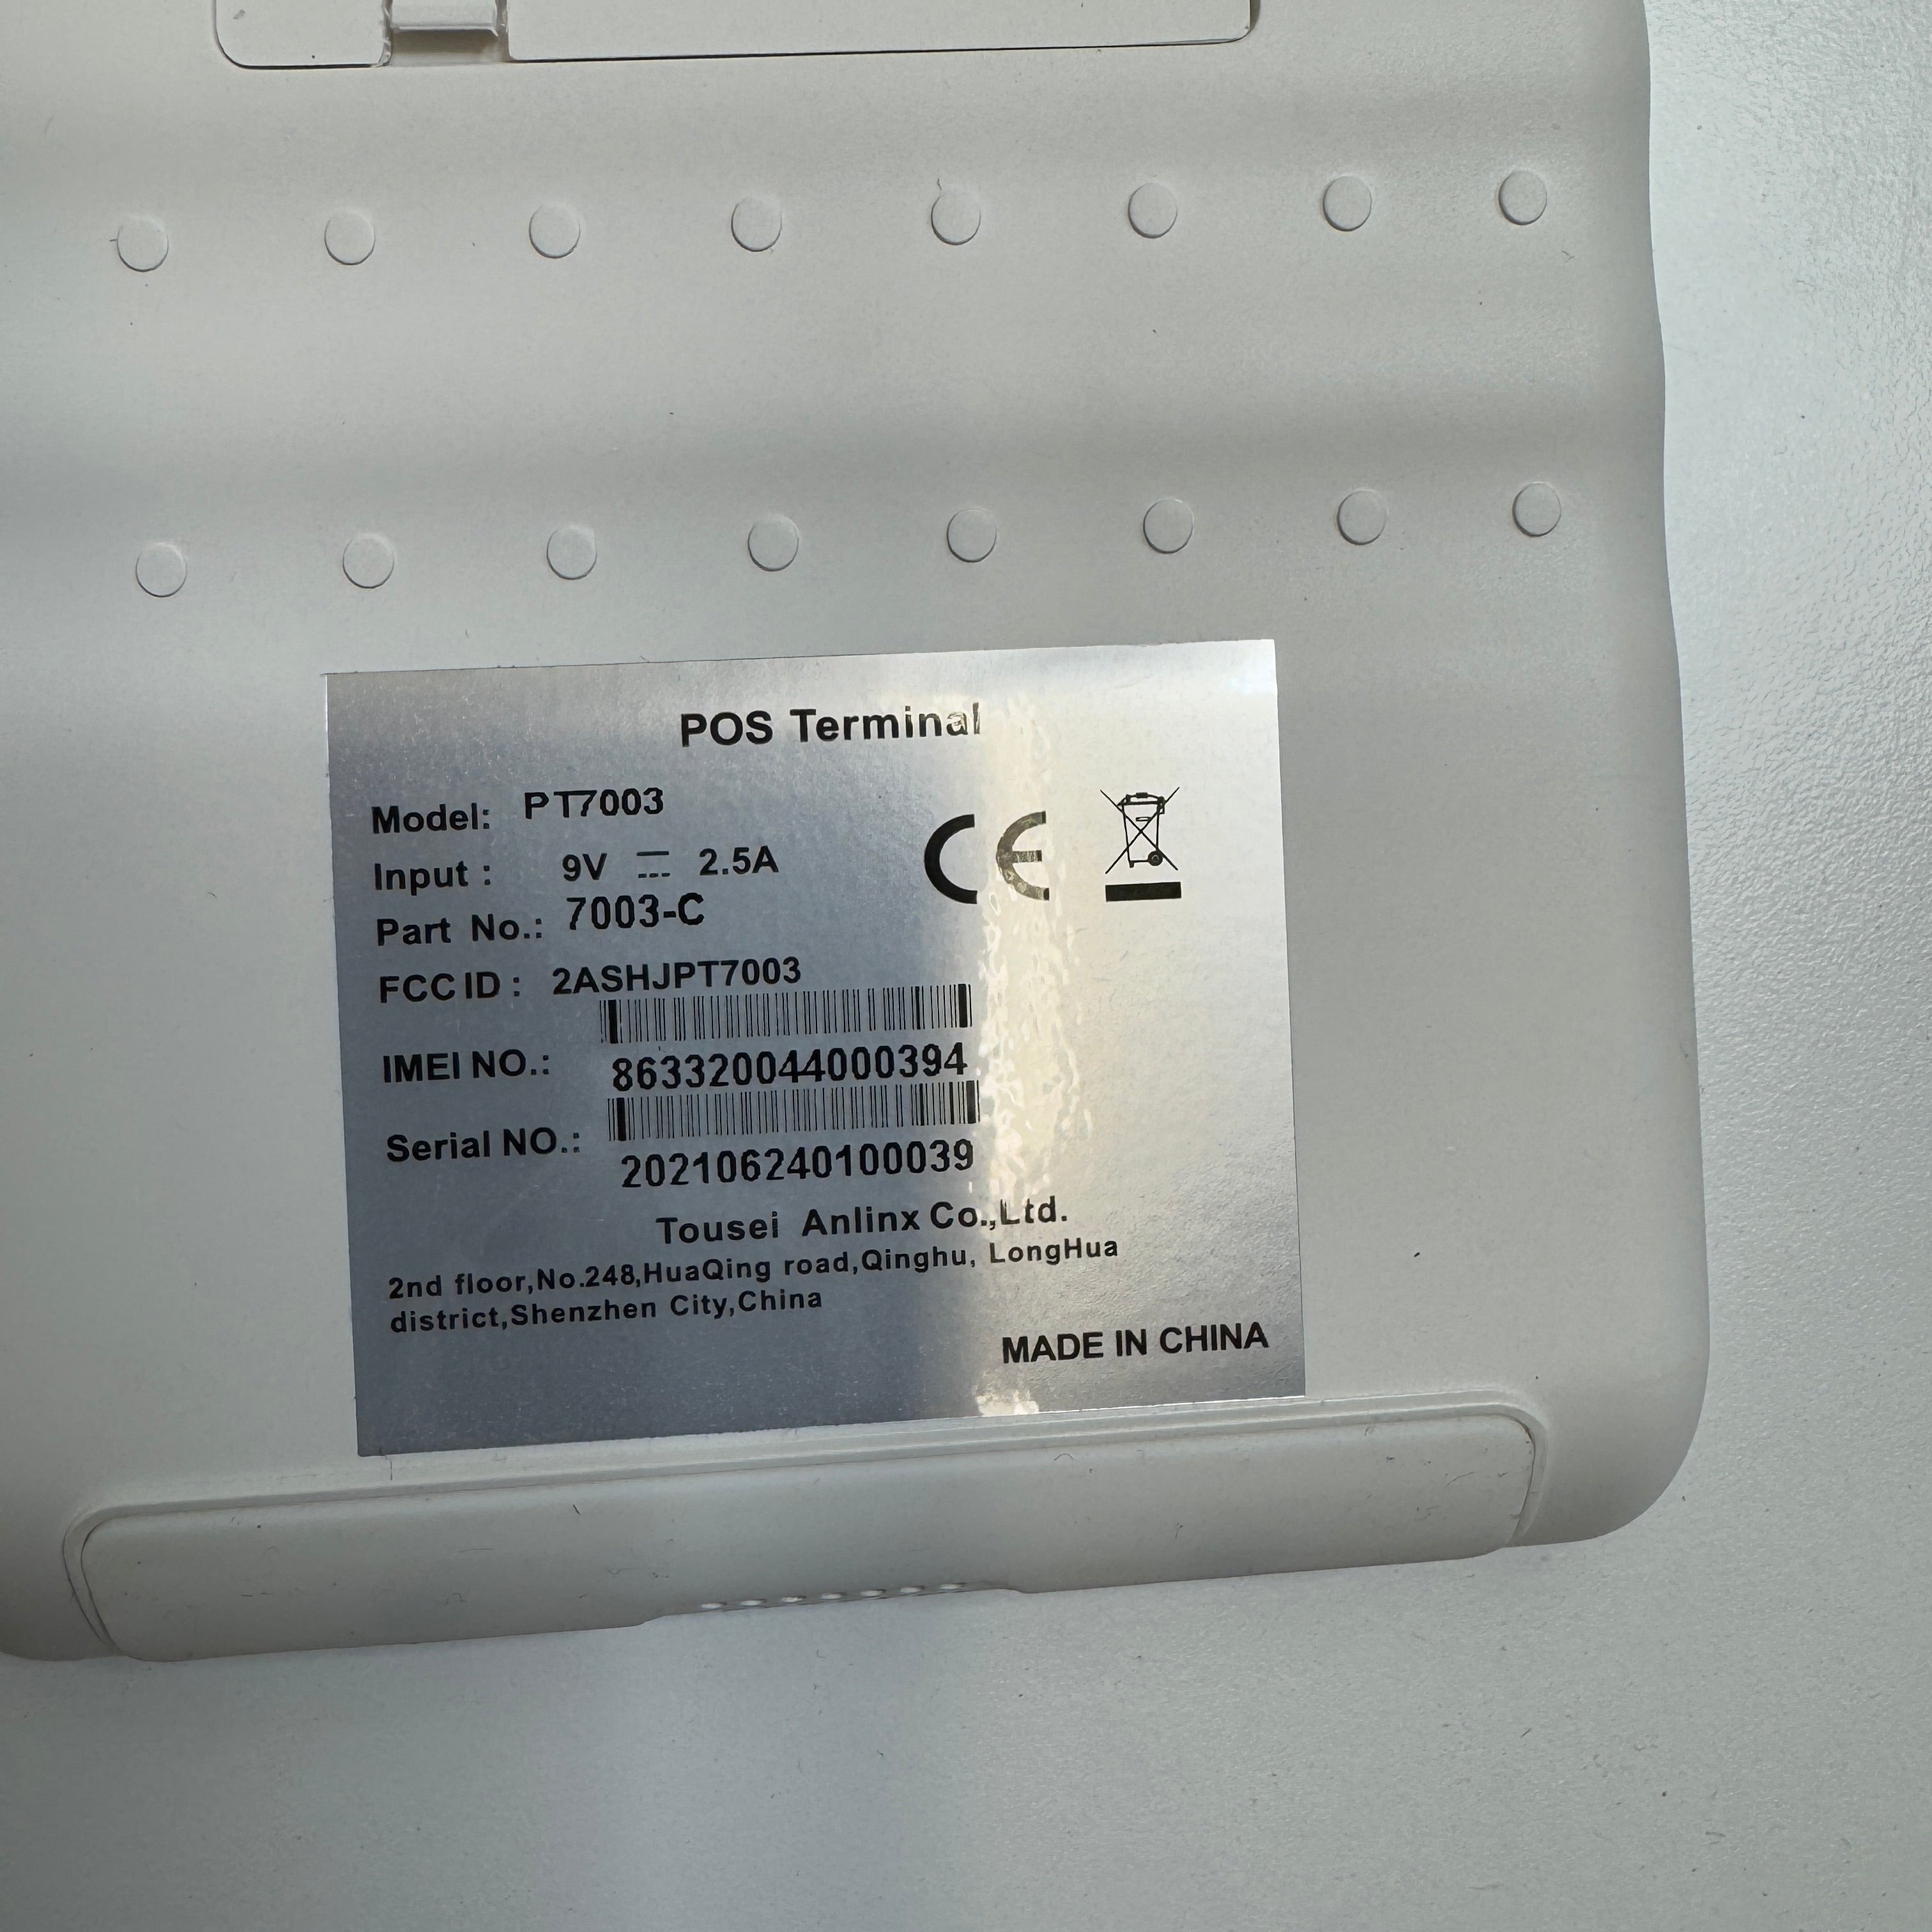 POS Terminal
Model: PT7003
Input : 9V ⎓ 2.5A
Part No.: 7003-C
FCC ID : 2ASHJPT7003
CE
IMEI NO.: 863320044000394
Serial NO.: 202106240100039
Tousei Anlinx Co.,Ltd.
2nd floor,No.248,HuaQing road,Qinghu, LongHua
district,Shenzhen City,China
MADE IN CHINA